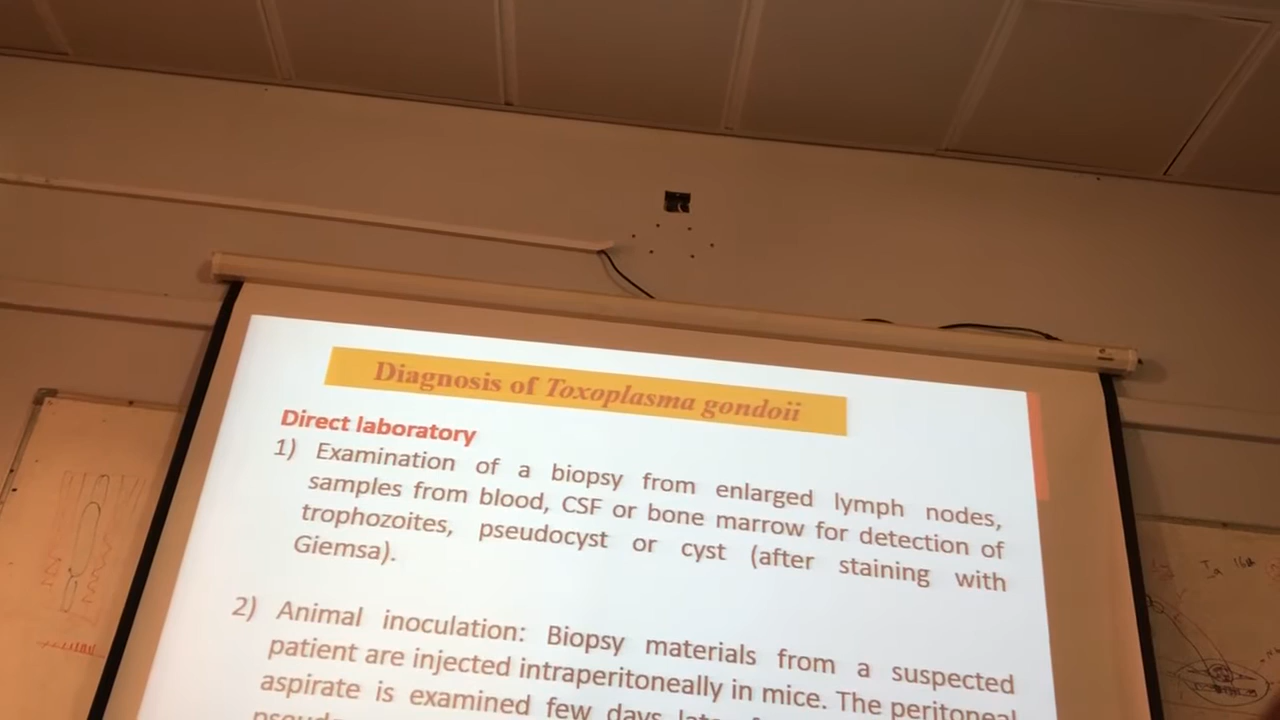 Diagnosis of Toxoplasma gondoii
Direct laboratory
1) Examination of a biopsy from enlarged lymph nodes,
samples from blood, CSF or bone marrow for detection of
trophozoites, pseudocyst or cyst (after staining with
Giemsa).
2) Animal inoculation: Biopsy materials from a suspected
patient are injected intraperitoneally in mice. The peritoneal
aspirate is examined few days